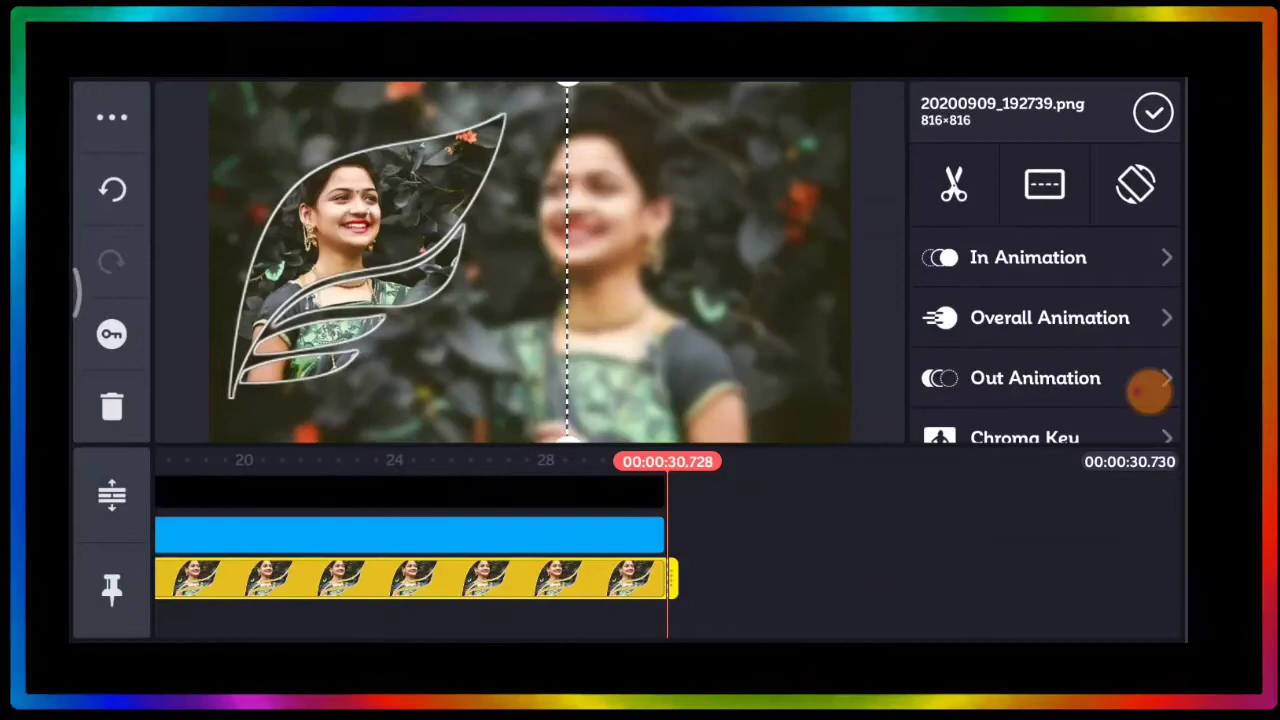 20200909_192739.png
816×816
In Animation
Overall Animation
Out Animation
Chroma Key
20 24 28 00:00:30.728 00:00:30.730